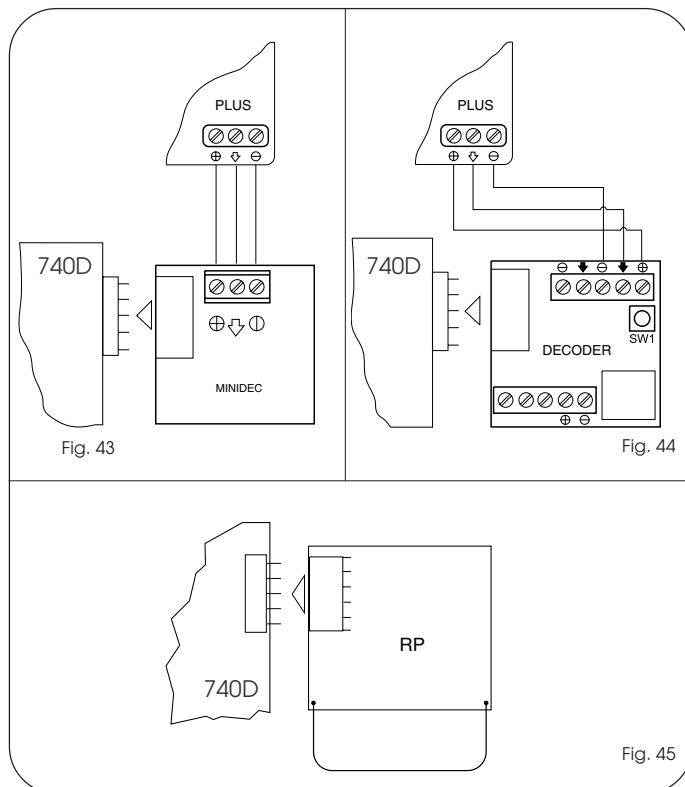 PLUS
⊕ ⇩ ⊖
740D
⊕ ⇩ ⊖
MINIDEC
Fig. 43
PLUS
⊕ ⇩ ⊖
740D
⊖ ⬇ ⊖ ⬇ ⊕
SW1
DECODER
⊕ ⊖
Fig. 44
740D
RP
Fig. 45